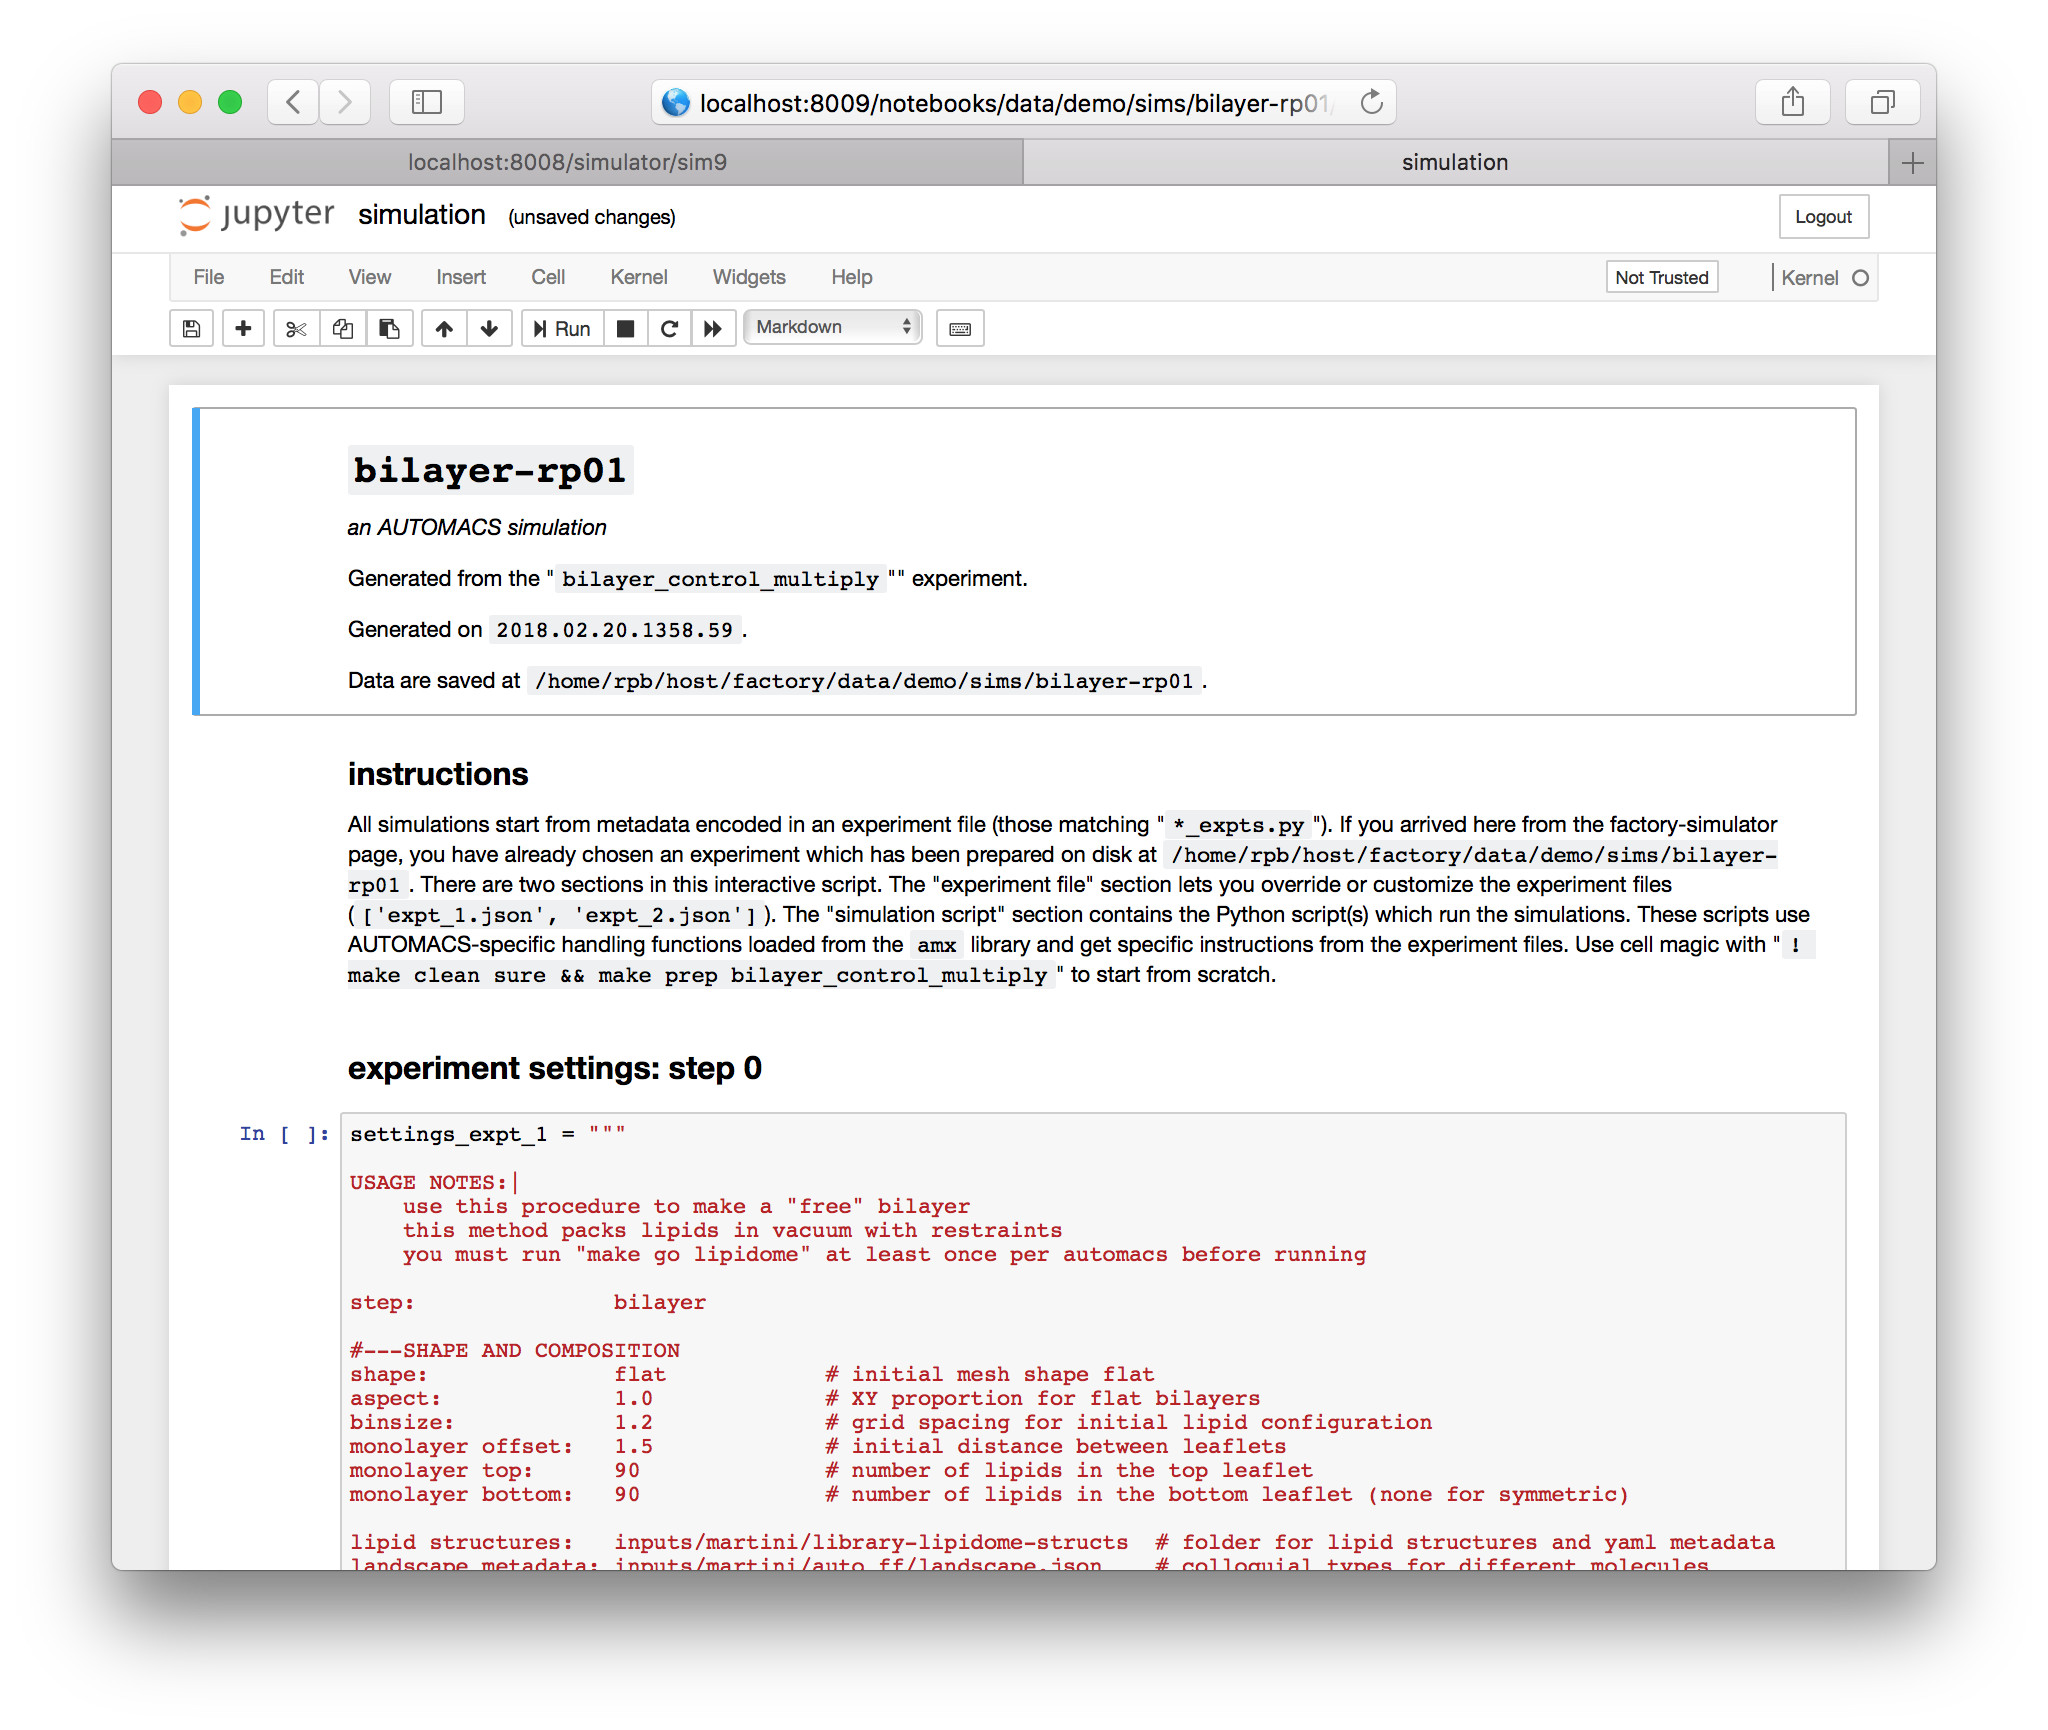 localhost:8009/notebooks/data/demo/sims/bilayer-rp01/
localhost:8008/simulator/sim9
simulation
jupyter simulation (unsaved changes)
Logout
File Edit View Insert Cell Kernel Widgets Help
Not Trusted
Kernel
Run
Markdown
bilayer-rp01
an AUTOMACS simulation
Generated from the " bilayer_control_multiply "" experiment.
Generated on 2018.02.20.1358.59 .
Data are saved at /home/rpb/host/factory/data/demo/sims/bilayer-rp01 .
instructions
All simulations start from metadata encoded in an experiment file (those matching " *_expts.py "). If you arrived here from the factory-simulator
page, you have already chosen an experiment which has been prepared on disk at /home/rpb/host/factory/data/demo/sims/bilayer-
rp01 . There are two sections in this interactive script. The "experiment file" section lets you override or customize the experiment files
( ['expt_1.json', 'expt_2.json'] ). The "simulation script" section contains the Python script(s) which run the simulations. These scripts use
AUTOMACS-specific handling functions loaded from the amx library and get specific instructions from the experiment files. Use cell magic with " !
make clean sure && make prep bilayer_control_multiply " to start from scratch.
experiment settings: step 0
In [ ]: settings_expt_1 = """
USAGE NOTES:|
use this procedure to make a "free" bilayer
this method packs lipids in vacuum with restraints
you must run "make go lipidome" at least once per automacs before running
step: bilayer
#---SHAPE AND COMPOSITION
shape: flat # initial mesh shape flat
aspect: 1.0 # XY proportion for flat bilayers
binsize: 1.2 # grid spacing for initial lipid configuration
monolayer offset: 1.5 # initial distance between leaflets
monolayer top: 90 # number of lipids in the top leaflet
monolayer bottom: 90 # number of lipids in the bottom leaflet (none for symmetric)
lipid structures: inputs/martini/library-lipidome-structs # folder for lipid structures and yaml metadata
landscape metadata: inputs/martini/auto_ff/landscape.json # colloquial types for different molecules